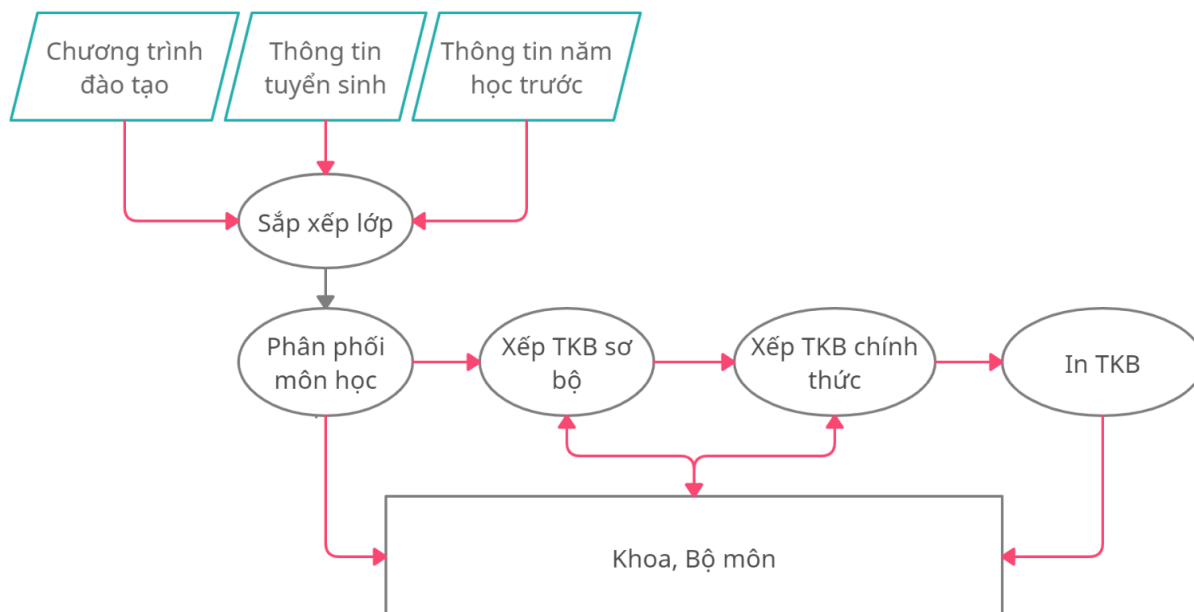 Chương trình
đào tạo
Thông tin
tuyển sinh
Thông tin năm
học trước
Sắp xếp lớp
Phân phối
môn học
Xếp TKB sơ
bộ
Xếp TKB chính
thức
In TKB
Khoa, Bộ môn